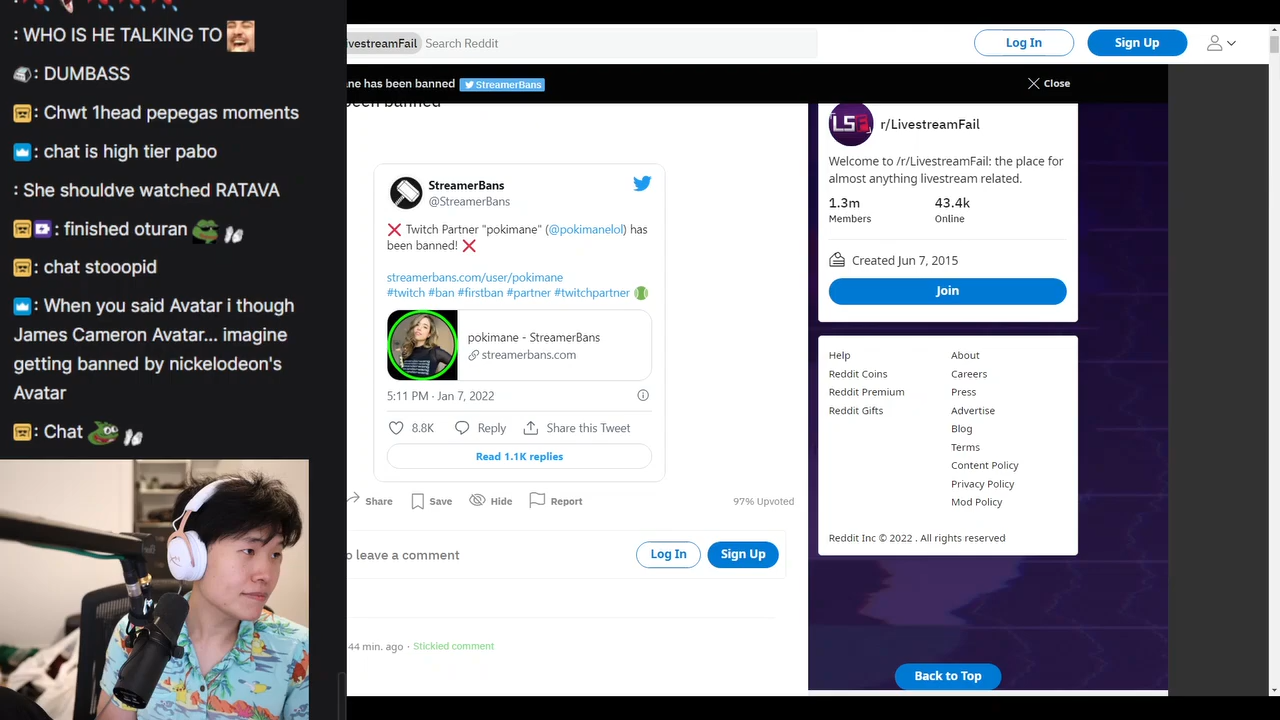 : WHO IS HE TALKING TO
: DUMBASS
: Chwt 1head pepegas moments
: chat is high tier pabo
: She shouldve watched RATAVA
: finished oturan
: chat stooopid
: When you said Avatar i though
James Cameron Avatar... imagine
getting banned by nickelodeon's
Avatar
: Chat
ivestreamFail Search Reddit
Log In
Sign Up
ne has been banned StreamerBans
Close
been banned
StreamerBans
@StreamerBans
❌ Twitch Partner "pokimane" (@pokimanelol) has
been banned! ❌
streamerbans.com/user/pokimane
#twitch #ban #firstban #partner #twitchpartner
pokimane - StreamerBans
streamerbans.com
5:11 PM · Jan 7, 2022
8.8K Reply Share this Tweet
Read 1.1K replies
Share Save Hide Report 97% Upvoted
o leave a comment Log In Sign Up
44 min. ago · Stickied comment
LSF r/LivestreamFail
Welcome to /r/LivestreamFail: the place for
almost anything livestream related.
1.3m 43.4k
Members Online
Created Jun 7, 2015
Join
Help About
Reddit Coins Careers
Reddit Premium Press
Reddit Gifts Advertise
Blog
Terms
Content Policy
Privacy Policy
Mod Policy
Reddit Inc © 2022 . All rights reserved
Back to Top